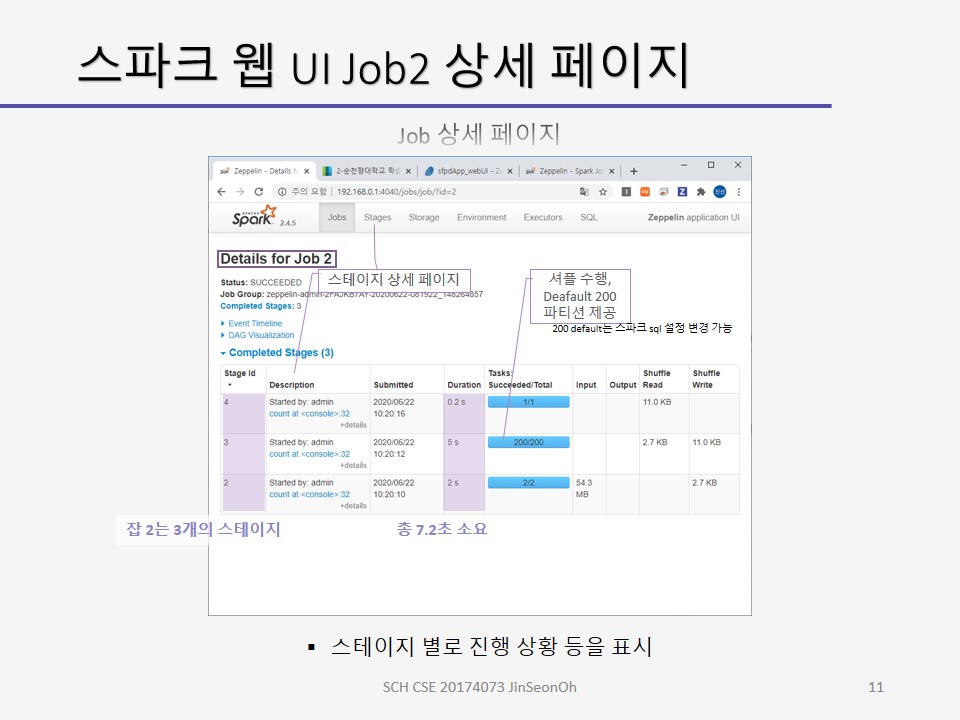 스파크 웹 UI Job2 상세 페이지
Job 상세 페이지
Zeppelin - Details f
2-순천향대학교 학
sfpdApp_webUI - Z
Zeppelin - Spark Jo
주의 요함 | 192.168.0.1:4040/jobs/job/?id=2
APACHE Spark 2.4.5
Jobs Stages Storage Environment Executors SQL
Zeppelin application UI
Details for Job 2
Status: SUCCEEDED
스테이지 상세 페이지
셔플 수행,
Deafault 200
파티션 제공
200 default는 스파크 sql 설정 변경 가능
Completed Stages: 3
Event Timeline
DAG Visualization
Completed Stages (3)
Stage Id Description Submitted Duration Tasks: Succeeded/Total Input Output Shuffle Read Shuffle Write
4 Started by: admin 2020/06/22 0.2 s 1/1 11.0 KB
count at <console>:32 10:20:16
+details
3 Started by: admin 2020/06/22 5 s 200/200 2.7 KB 11.0 KB
count at <console>:32 10:20:12
+details
2 Started by: admin 2020/06/22 2 s 2/2 54.3 2.7 KB
count at <console>:32 10:20:10 MB
+details
잡 2는 3개의 스테이지
총 7.2초 소요
▪ 스테이지 별로 진행 상황 등을 표시
SCH CSE 20174073 JinSeonOh
11